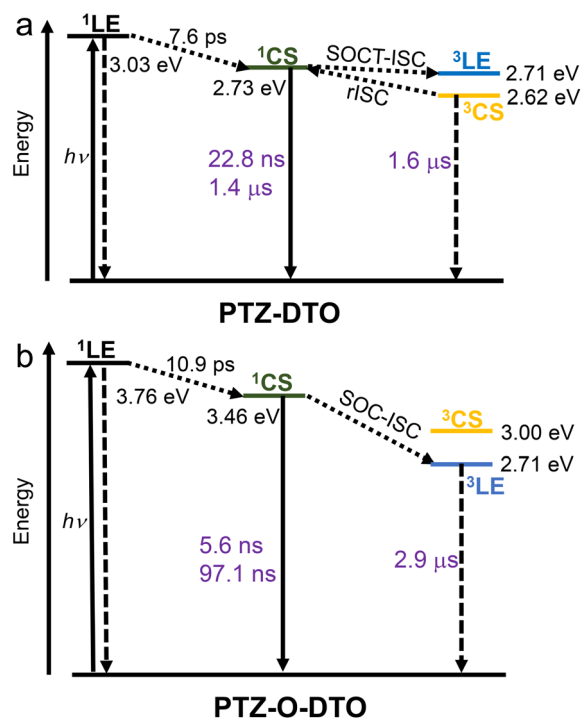 a
¹LE
7.6 ps
3.03 eV
¹CS
2.73 eV
SOCT-ISC
rISC
³LE
2.71 eV
2.62 eV
³CS
Energy
hν
22.8 ns
1.4 μs
1.6 μs
PTZ-DTO
b
¹LE
10.9 ps
3.76 eV
¹CS
3.46 eV
SOC-ISC
³CS
3.00 eV
2.71 eV
³LE
Energy
hν
5.6 ns
97.1 ns
2.9 μs
PTZ-O-DTO